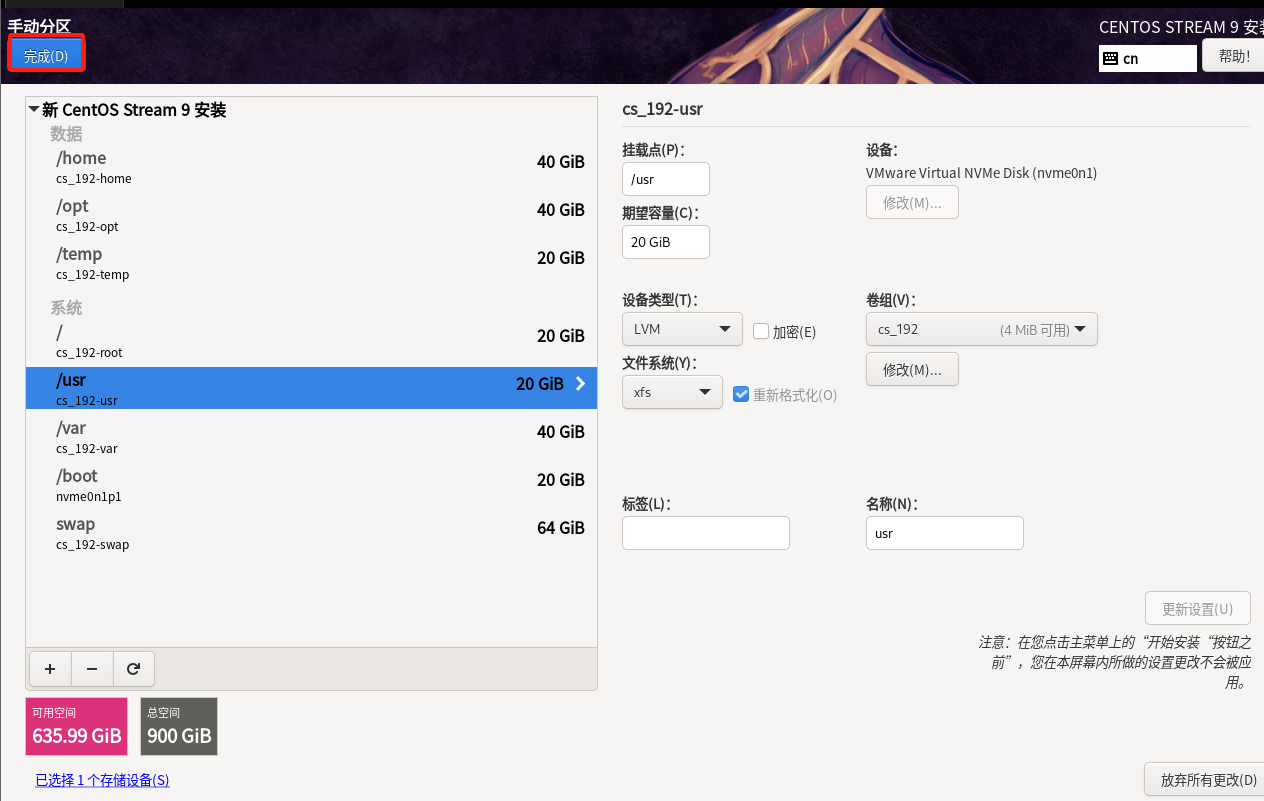 手动分区
CENTOS STREAM 9 安装
完成(D)
cn
帮助!
新 CentOS Stream 9 安装
数据
/home
40 GiB
cs_192-home
/opt
40 GiB
cs_192-opt
/temp
20 GiB
cs_192-temp
系统
/
20 GiB
cs_192-root
/usr
20 GiB
cs_192-usr
/var
40 GiB
cs_192-var
/boot
20 GiB
nvme0n1p1
swap
64 GiB
cs_192-swap
+ −
可用空间
635.99 GiB
总空间
900 GiB
已选择 1 个存储设备(S)
cs_192-usr
挂载点(P)：
/usr
设备：
VMware Virtual NVMe Disk (nvme0n1)
修改(M)...
期望容量(C)：
20 GiB
设备类型(T)：
LVM
加密(E)
卷组(V)：
cs_192 (4 MiB 可用)
修改(M)...
文件系统(Y)：
xfs
重新格式化(O)
标签(L)：
名称(N)：
usr
更新设置(U)
注意：在您点击主菜单上的“开始安装“按钮之
前”，您在本屏幕内所做的设置更改不会被应
用。
放弃所有更改(D)